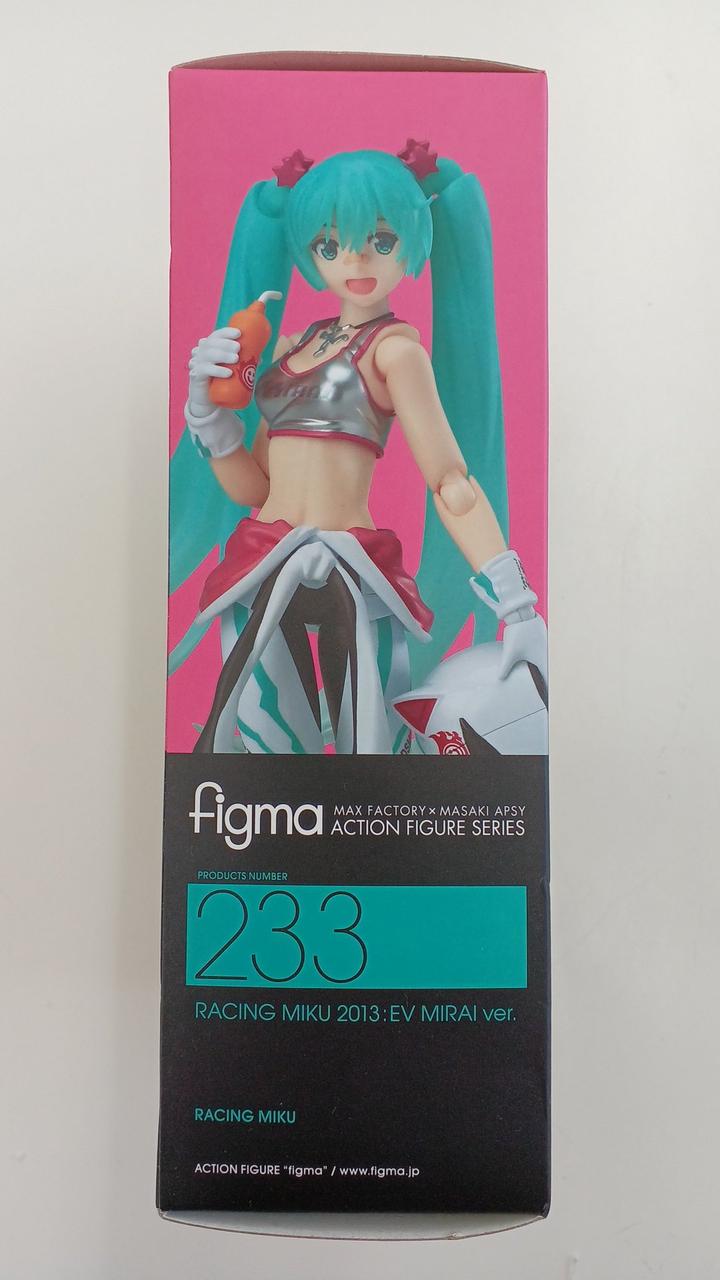 figma
MAX FACTORY × MASAKI APSY
ACTION FIGURE SERIES
PRODUCTS NUMBER
233
RACING MIKU 2013:EV MIRAI ver.
RACING MIKU
ACTION FIGURE “figma” / www.figma.jp